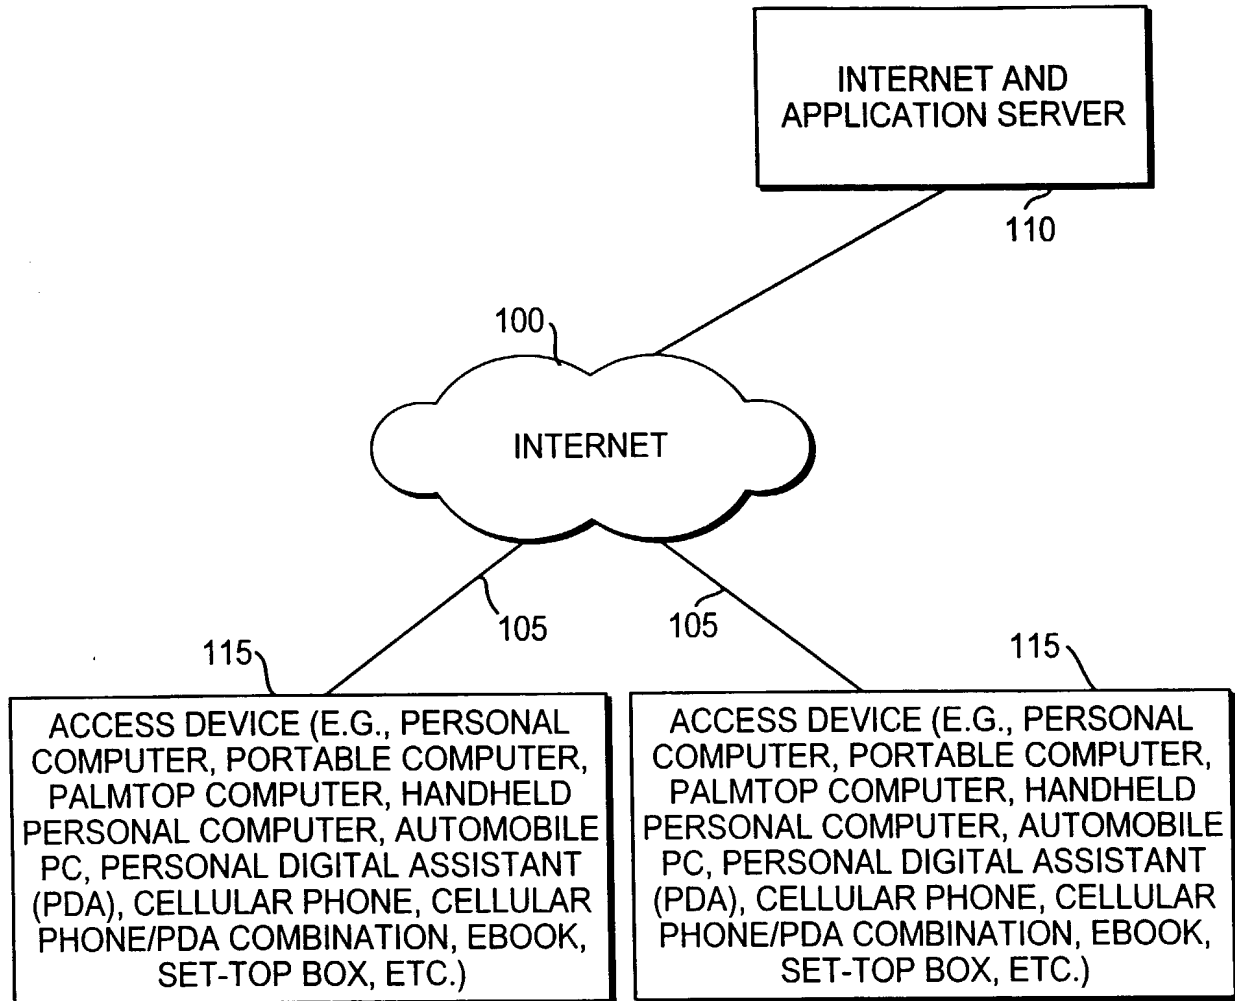 INTERNET AND
APPLICATION SERVER
110
100
INTERNET
105
105
115
115
ACCESS DEVICE (E.G., PERSONAL
COMPUTER, PORTABLE COMPUTER,
PALMTOP COMPUTER, HANDHELD
PERSONAL COMPUTER, AUTOMOBILE
PC, PERSONAL DIGITAL ASSISTANT
(PDA), CELLULAR PHONE, CELLULAR
PHONE/PDA COMBINATION, EBOOK,
SET-TOP BOX, ETC.)
ACCESS DEVICE (E.G., PERSONAL
COMPUTER, PORTABLE COMPUTER,
PALMTOP COMPUTER, HANDHELD
PERSONAL COMPUTER, AUTOMOBILE
PC, PERSONAL DIGITAL ASSISTANT
(PDA), CELLULAR PHONE, CELLULAR
PHONE/PDA COMBINATION, EBOOK,
SET-TOP BOX, ETC.)